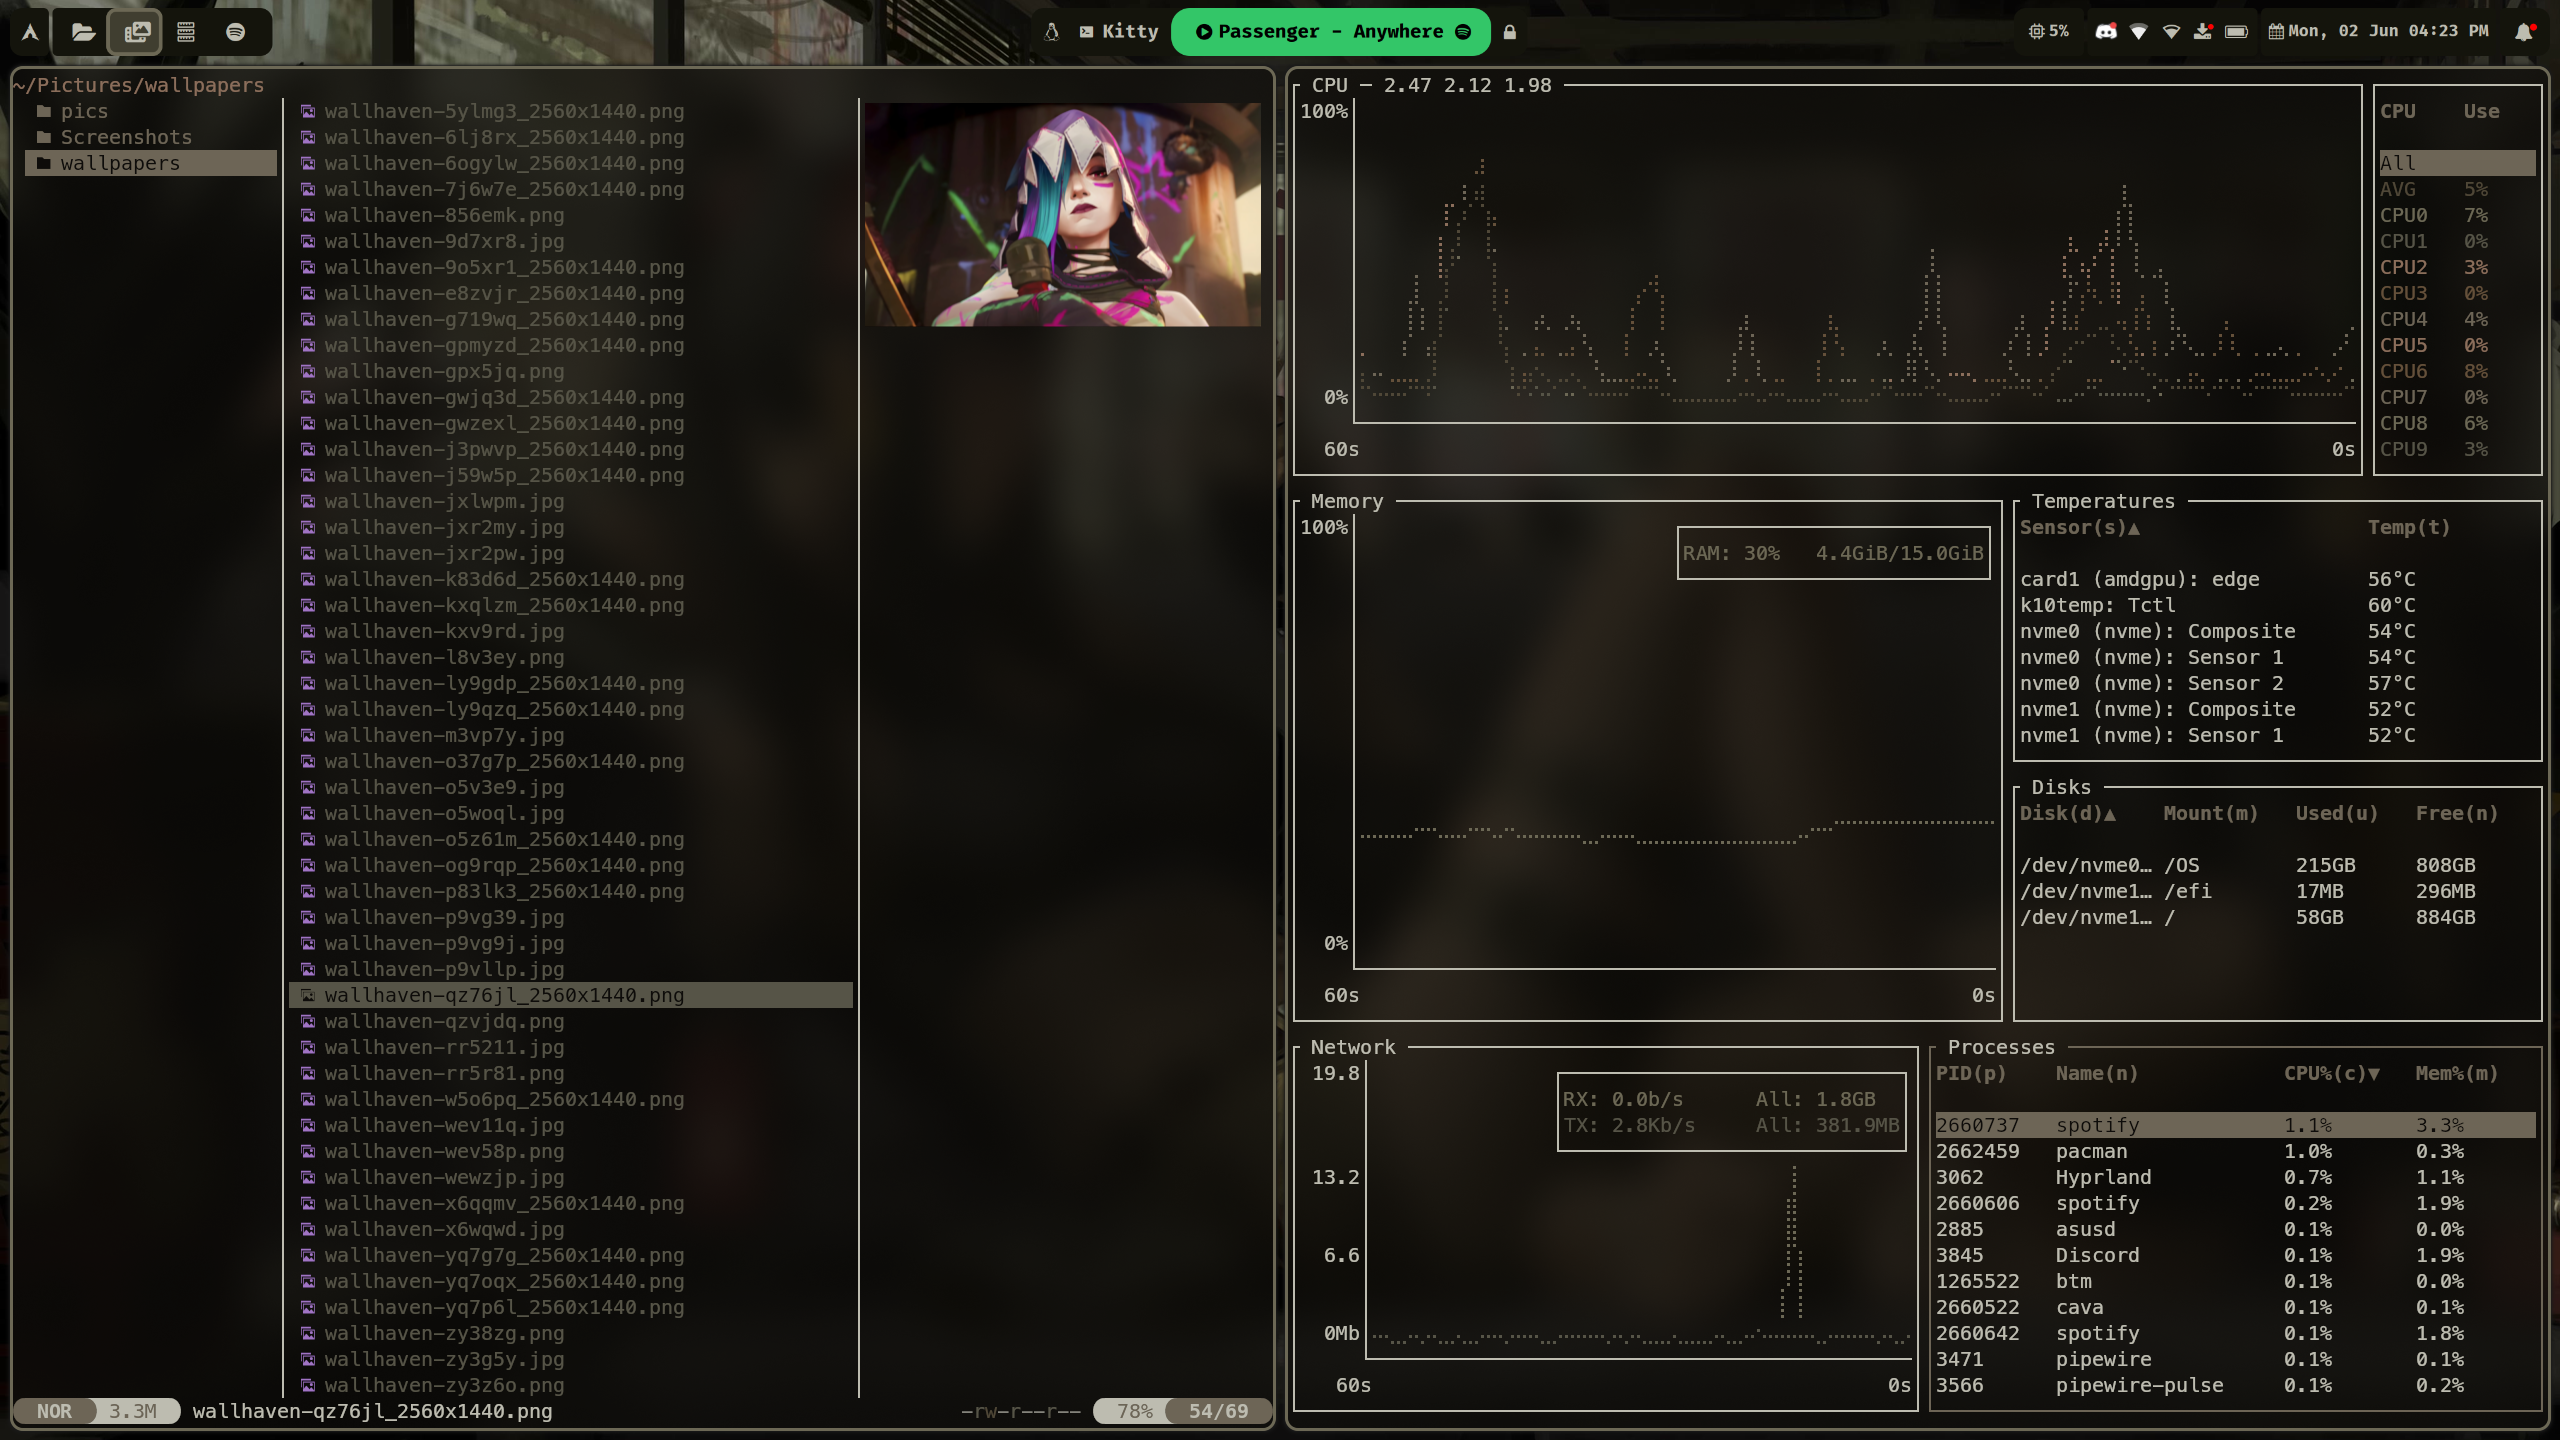 Kitty
Passenger - Anywhere
5%
Mon, 02 Jun 04:23 PM
~/Pictures/wallpapers
pics
Screenshots
wallpapers
wallhaven-5ylmg3_2560x1440.png
wallhaven-6lj8rx_2560x1440.png
wallhaven-6ogylw_2560x1440.png
wallhaven-7j6w7e_2560x1440.png
wallhaven-856emk.png
wallhaven-9d7xr8.jpg
wallhaven-9o5xr1_2560x1440.png
wallhaven-e8zvjr_2560x1440.png
wallhaven-g719wq_2560x1440.png
wallhaven-gpmyzd_2560x1440.png
wallhaven-gpx5jq.png
wallhaven-gwjq3d_2560x1440.png
wallhaven-gwzexl_2560x1440.png
wallhaven-j3pwvp_2560x1440.png
wallhaven-j59w5p_2560x1440.png
wallhaven-jxlwpm.jpg
wallhaven-jxr2my.jpg
wallhaven-jxr2pw.jpg
wallhaven-k83d6d_2560x1440.png
wallhaven-kxqlzm_2560x1440.png
wallhaven-kxv9rd.jpg
wallhaven-l8v3ey.png
wallhaven-ly9gdp_2560x1440.png
wallhaven-ly9qzq_2560x1440.png
wallhaven-m3vp7y.jpg
wallhaven-o37g7p_2560x1440.png
wallhaven-o5v3e9.jpg
wallhaven-o5woql.jpg
wallhaven-o5z61m_2560x1440.png
wallhaven-og9rqp_2560x1440.png
wallhaven-p83lk3_2560x1440.png
wallhaven-p9vg39.jpg
wallhaven-p9vg9j.jpg
wallhaven-p9vllp.jpg
wallhaven-qz76jl_2560x1440.png
wallhaven-qzvjdq.png
wallhaven-rr5211.jpg
wallhaven-rr5r81.png
wallhaven-w5o6pq_2560x1440.png
wallhaven-wev11q.jpg
wallhaven-wev58p.png
wallhaven-wewzjp.jpg
wallhaven-x6qqmv_2560x1440.png
wallhaven-x6wqwd.jpg
wallhaven-yq7g7g_2560x1440.png
wallhaven-yq7oqx_2560x1440.png
wallhaven-yq7p6l_2560x1440.png
wallhaven-zy38zg.png
wallhaven-zy3g5y.jpg
wallhaven-zy3z6o.png
NOR 3.3M wallhaven-qz76jl_2560x1440.png -rw-r--r-- 78% 54/69
CPU — 2.47 2.12 1.98
100%
0%
60s 0s
CPU Use
All
AVG 5%
CPU0 7%
CPU1 0%
CPU2 3%
CPU3 0%
CPU4 4%
CPU5 0%
CPU6 8%
CPU7 0%
CPU8 6%
CPU9 3%
Memory
100%
RAM: 30% 4.4GiB/15.0GiB
0%
60s 0s
Temperatures
Sensor(s)▲ Temp(t)
card1 (amdgpu): edge 56°C
k10temp: Tctl 60°C
nvme0 (nvme): Composite 54°C
nvme0 (nvme): Sensor 1 54°C
nvme0 (nvme): Sensor 2 57°C
nvme1 (nvme): Composite 52°C
nvme1 (nvme): Sensor 1 52°C
Disks
Disk(d)▲ Mount(m) Used(u) Free(n)
/dev/nvme0… /OS 215GB 808GB
/dev/nvme1… /efi 17MB 296MB
/dev/nvme1… / 58GB 884GB
Network
19.8
RX: 0.0b/s All: 1.8GB
TX: 2.8Kb/s All: 381.9MB
13.2
6.6
0Mb
60s 0s
Processes
PID(p) Name(n) CPU%(c)▼ Mem%(m)
2660737 spotify 1.1% 3.3%
2662459 pacman 1.0% 0.3%
3062 Hyprland 0.7% 1.1%
2660606 spotify 0.2% 1.9%
2885 asusd 0.1% 0.0%
3845 Discord 0.1% 1.9%
1265522 btm 0.1% 0.0%
2660522 cava 0.1% 0.1%
2660642 spotify 0.1% 1.8%
3471 pipewire 0.1% 0.1%
3566 pipewire-pulse 0.1% 0.2%